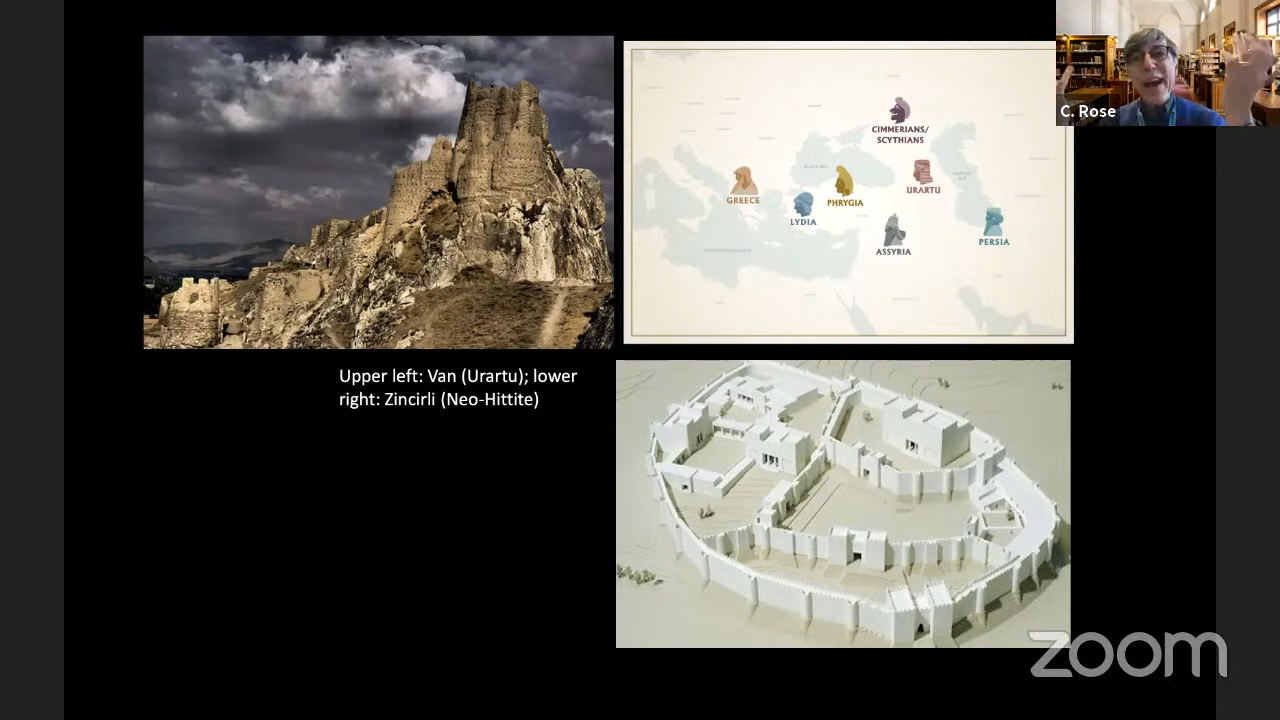 C. Rose
CIMMERIANS/
SCYTHIANS
GREECE
LYDIA
PHRYGIA
URARTU
ASSYRIA
PERSIA
Upper left: Van (Urartu); lower
right: Zincirli (Neo-Hittite)
zoom